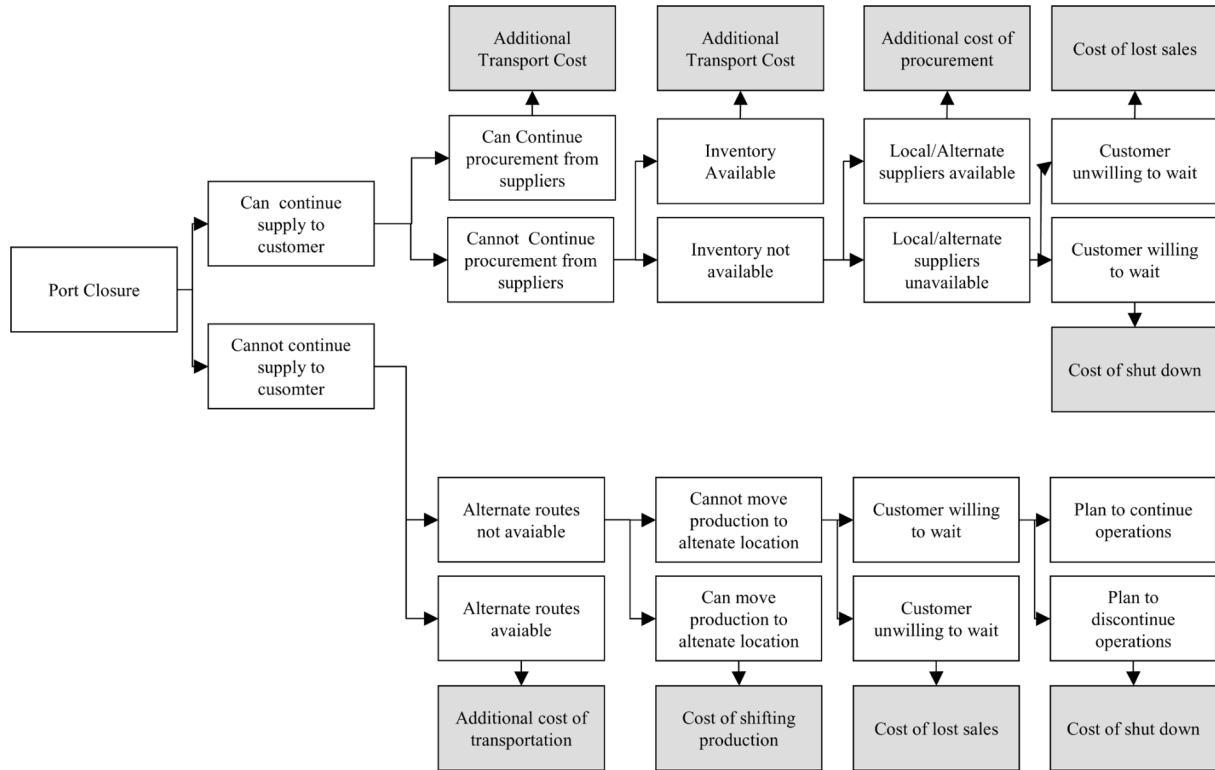 Additional
Transport Cost
Additional
Transport Cost
Additional cost of
procurement
Cost of lost sales
Can Continue
procurement from
suppliers
Inventory
Available
Local/Alternate
suppliers available
Customer
unwilling to wait
Can continue
supply to
customer
Cannot Continue
procurement from
suppliers
Inventory not
available
Local/alternate
suppliers
unavailable
Customer willing
to wait
Port Closure
Cannot continue
supply to
cusomter
Cost of shut down
Alternate routes
not avaiable
Cannot move
production to
altenate location
Customer willing
to wait
Plan to continue
operations
Alternate routes
avaiable
Can move
production to
altenate location
Customer
unwilling to wait
Plan to
discontinue
operations
Additional cost of
transportation
Cost of shifting
production
Cost of lost sales
Cost of shut down